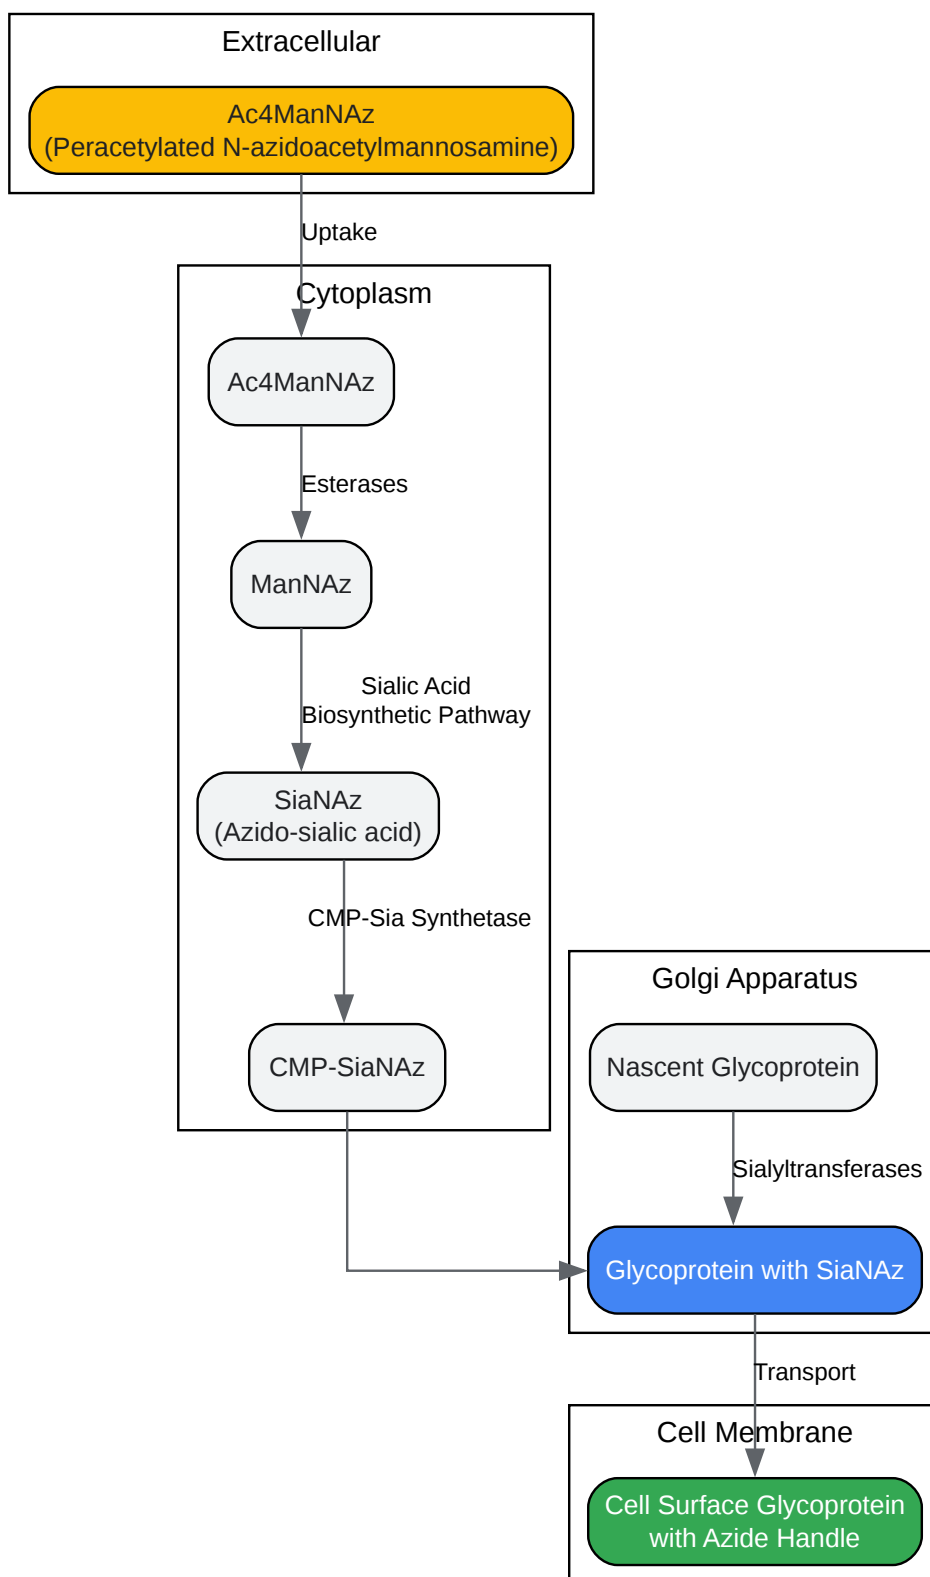 Extracellular
Ac4ManNAz
(Peracetylated N-azidoacetylmannosamine)
Uptake
Cytoplasm
Ac4ManNAz
Esterases
ManNAz
Sialic Acid
Biosynthetic Pathway
SiaNAz
(Azido-sialic acid)
CMP-Sia Synthetase
CMP-SiaNAz
Golgi Apparatus
Nascent Glycoprotein
Sialyltransferases
Glycoprotein with SiaNAz
Transport
Cell Membrane
Cell Surface Glycoprotein
with Azide Handle